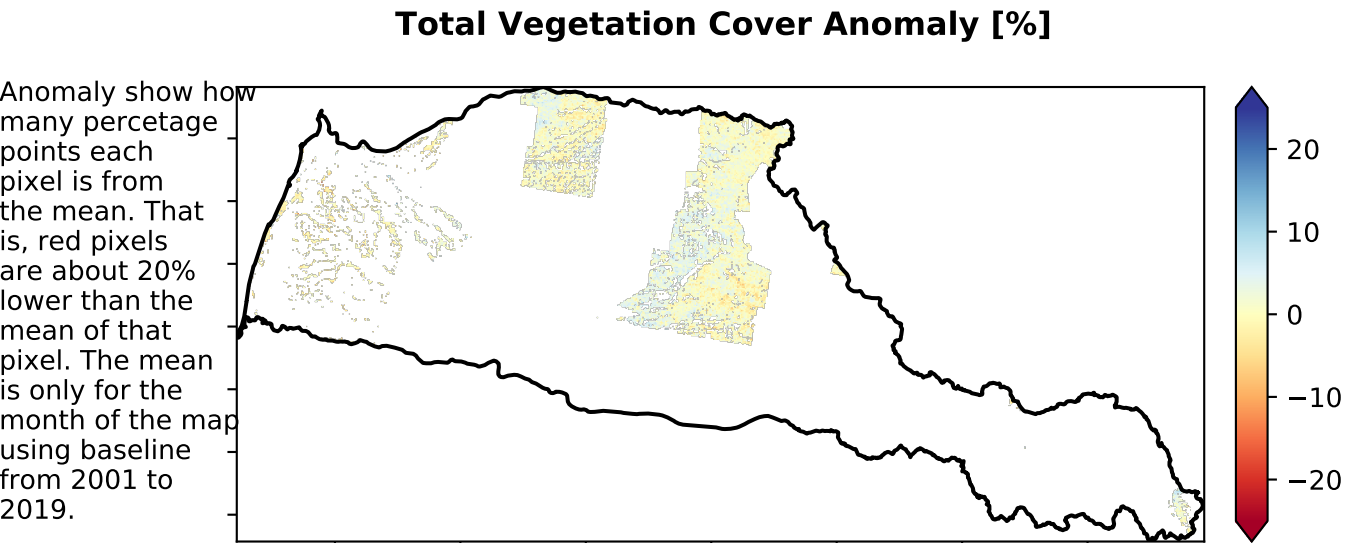 Total Vegetation Cover Anomaly [%]
Anomaly show how
many percetage
points each
pixel is from
the mean. That
is, red pixels
are about 20%
lower than the
mean of that
pixel. The mean
is only for the
month of the map
using baseline
from 2001 to
2019.
20
10
0
−10
−20